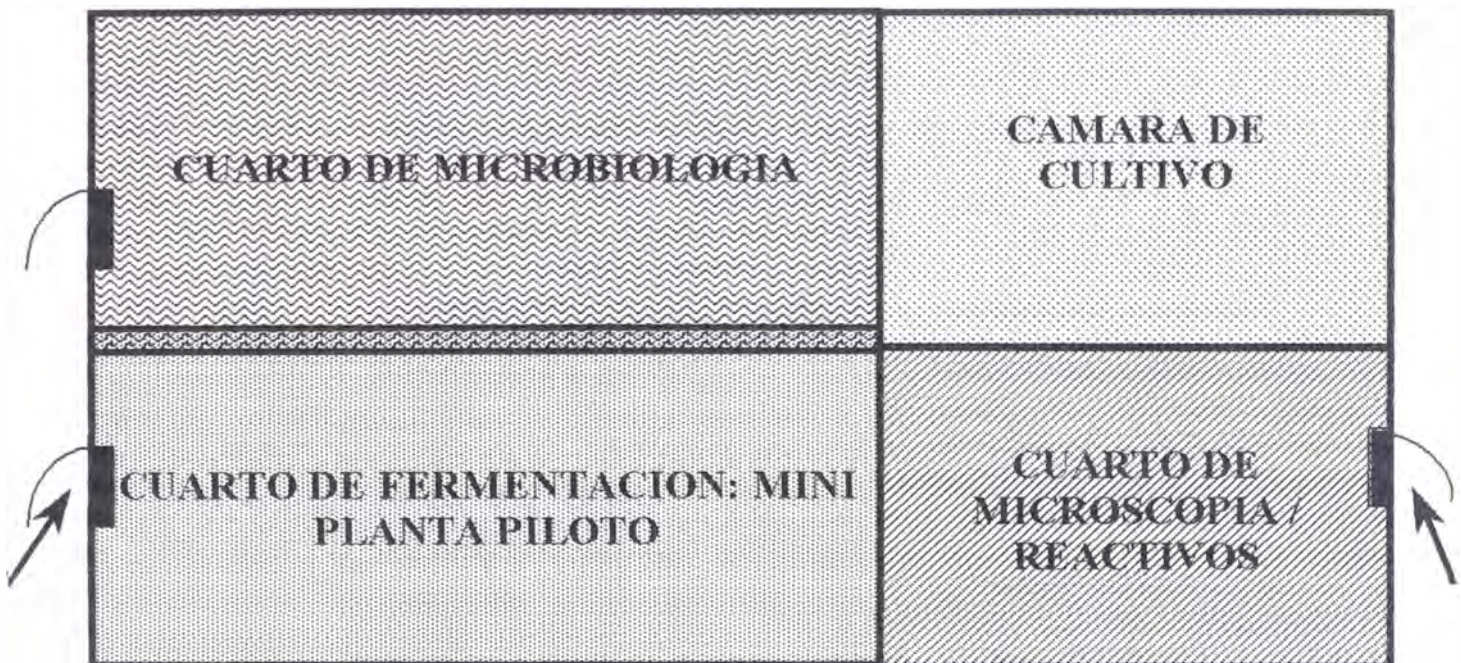 CUARTO DE MICROBIOLOGIA
CAMARA DE
CULTIVO
CUARTO DE FERMENTACION: MINI
PLANTA PILOTO
CUARTO DE
MICROSCOPIA /
REACTIVOS